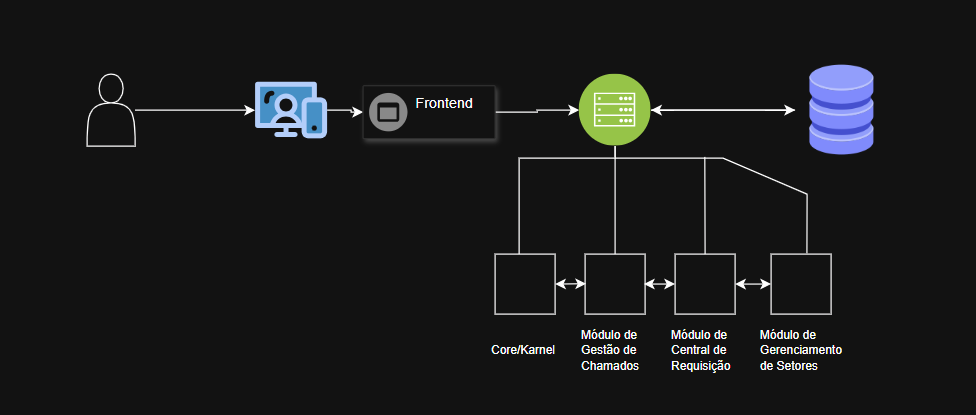 Frontend
Core/Karnel
Módulo de
Gestão de
Chamados
Módulo de
Central de
Requisição
Módulo de
Gerenciamento
de Setores